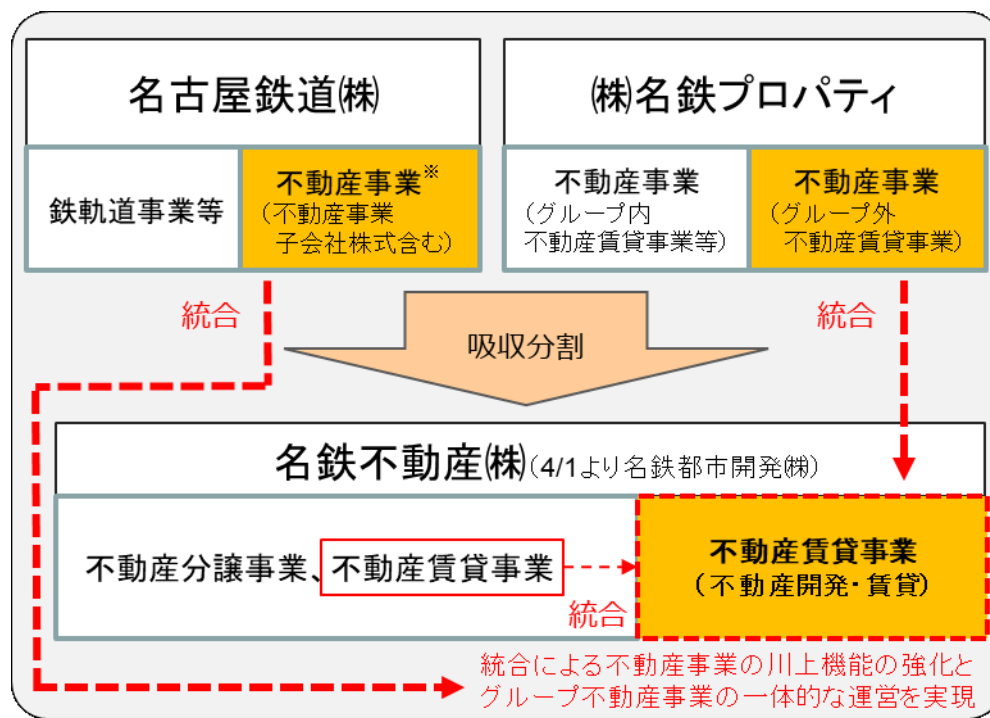 名古屋鉄道㈱
鉄軌道事業等
不動産事業※
(不動産事業
子会社株式含む)
㈱名鉄プロパティ
不動産事業
(グループ内
不動産賃貸事業等)
不動産事業
(グループ外
不動産賃貸事業)
統合
吸収分割
統合
名鉄不動産㈱(4/1より名鉄都市開発㈱)
不動産分譲事業、不動産賃貸事業
統合
不動産賃貸事業
(不動産開発・賃貸)
統合による不動産事業の川上機能の強化と
グループ不動産事業の一体的な運営を実現